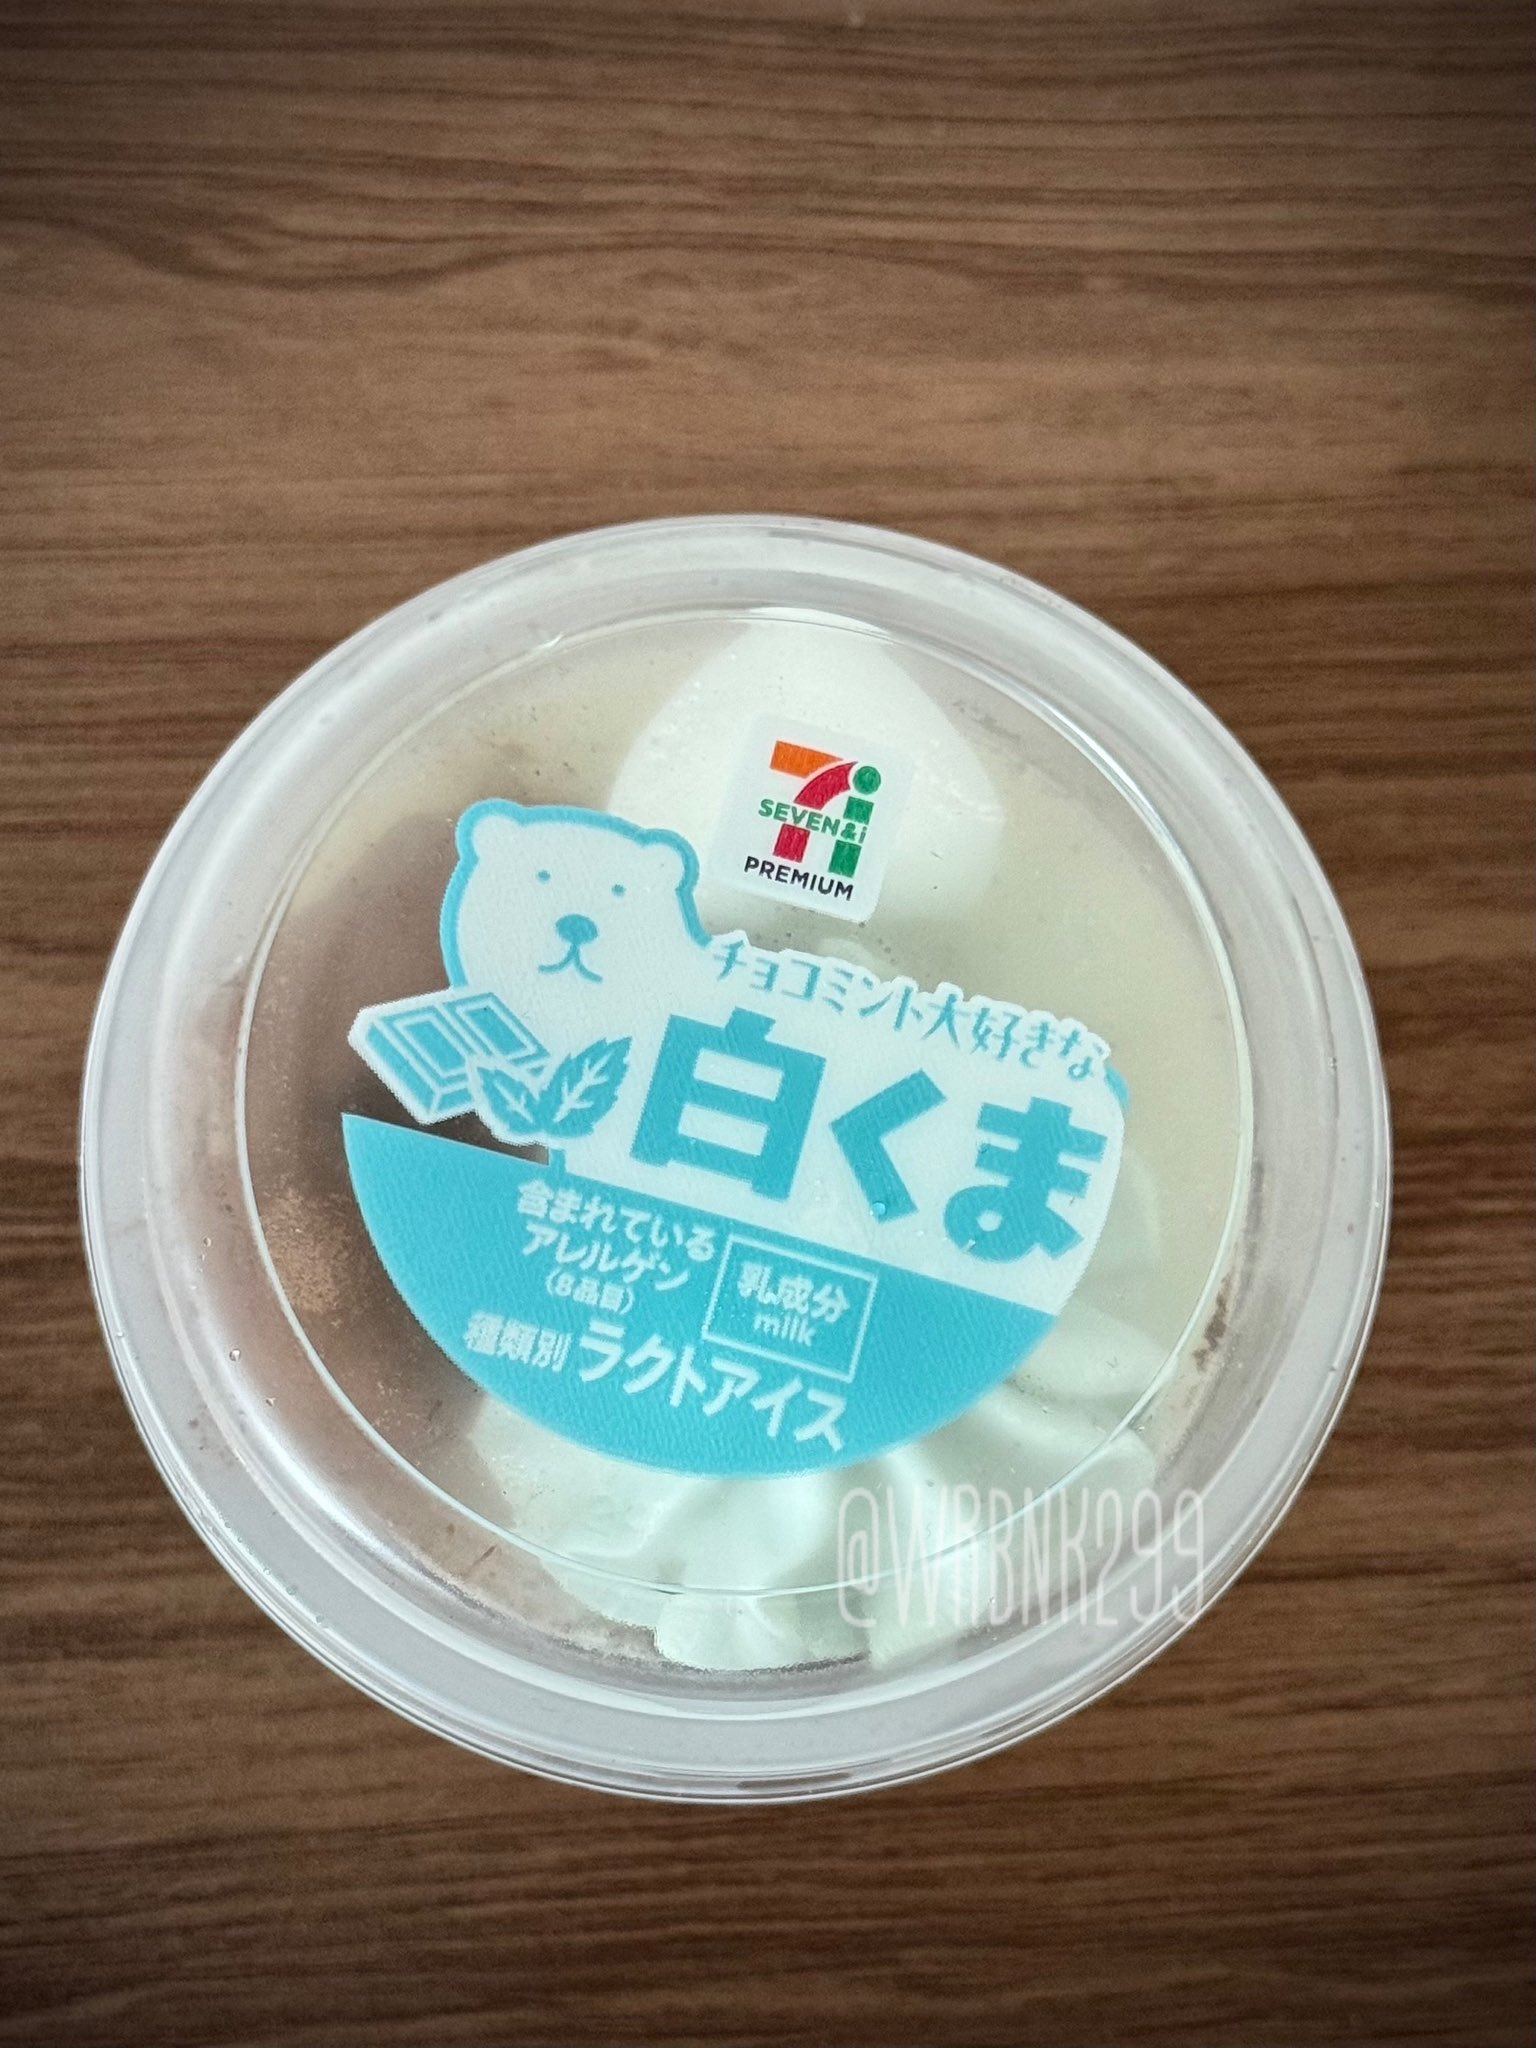 7i
SEVEN&i
PREMIUM
チョコミント大好きな
白くま
含まれている
アレルゲン
(8品目)
乳成分
milk
種類別 ラクトアイス
@WRBNK299